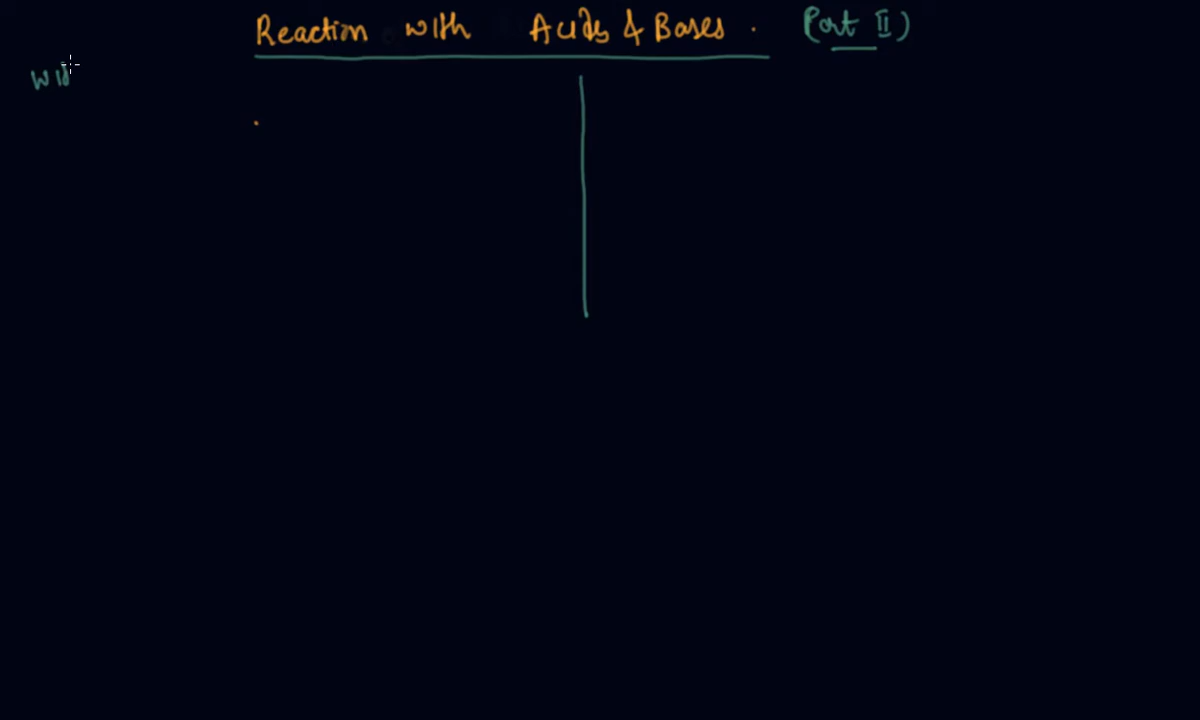 Reaction with Acids & Bases . (Part II)